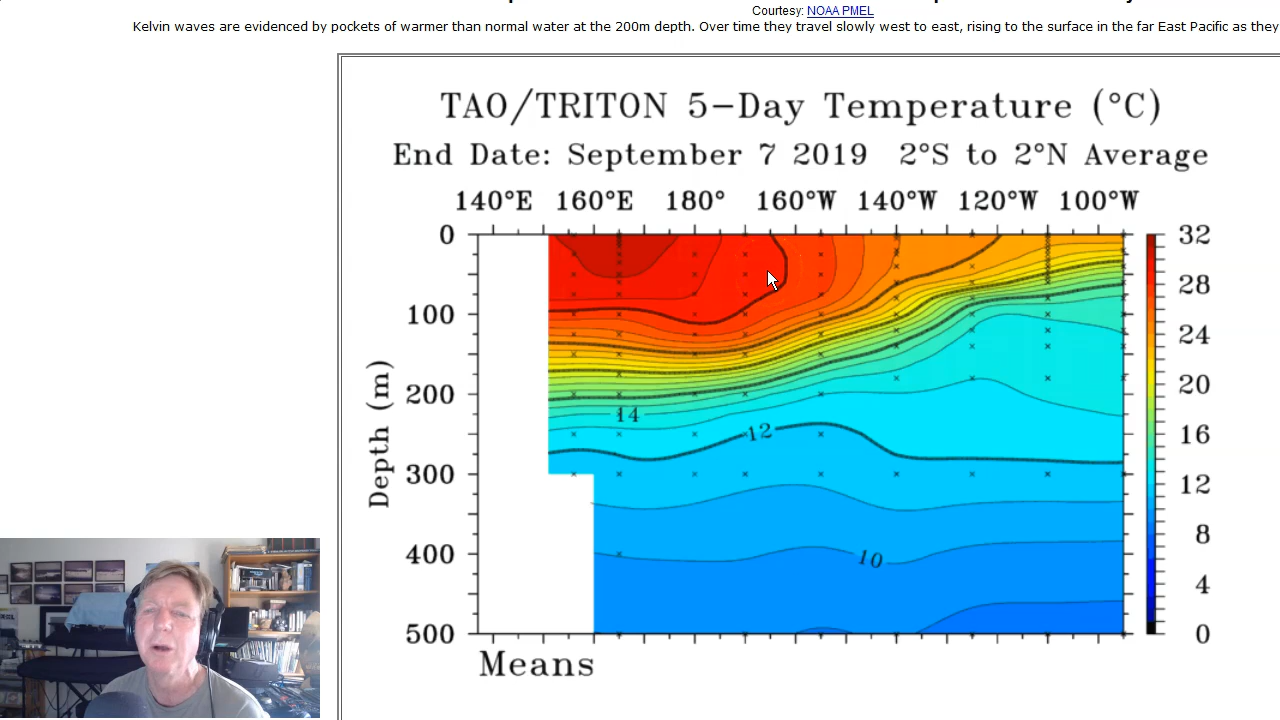 Courtesy: NOAA PMEL
Kelvin waves are evidenced by pockets of warmer than normal water at the 200m depth. Over time they travel slowly west to east, rising to the surface in the far East Pacific as they
TAO/TRITON 5-Day Temperature (°C)
End Date: September 7 2019 2°S to 2°N Average
140°E 160°E 180° 160°W 140°W 120°W 100°W
0
100
200
300
400
500
Depth (m)
14
12
10
32
28
24
20
16
12
8
4
0
Means